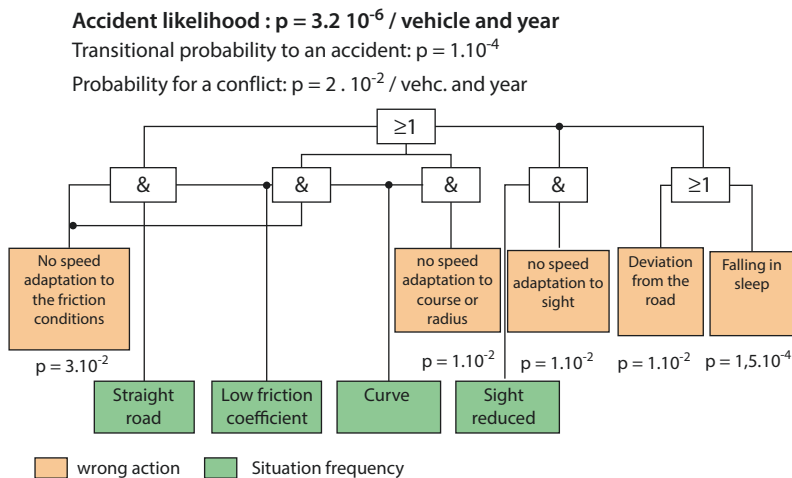 Accident likelihood : p = 3.2 10⁻⁶ / vehicle and year
Transitional probability to an accident: p = 1.10⁻⁴
Probability for a conflict: p = 2 . 10⁻² / vehc. and year
≥1
&
&
&
&
≥1
No speed
adaptation to
the friction
conditions
no speed
adaptation to
course or
radius
no speed
adaptation to
sight
Deviation
from the
road
Falling in
sleep
p = 3.10⁻²
p = 1.10⁻²
p = 1.10⁻²
p = 1.10⁻²
p = 1,5.10⁻⁴
Straight
road
Low friction
coefficient
Curve
Sight
reduced
wrong action
Situation frequency